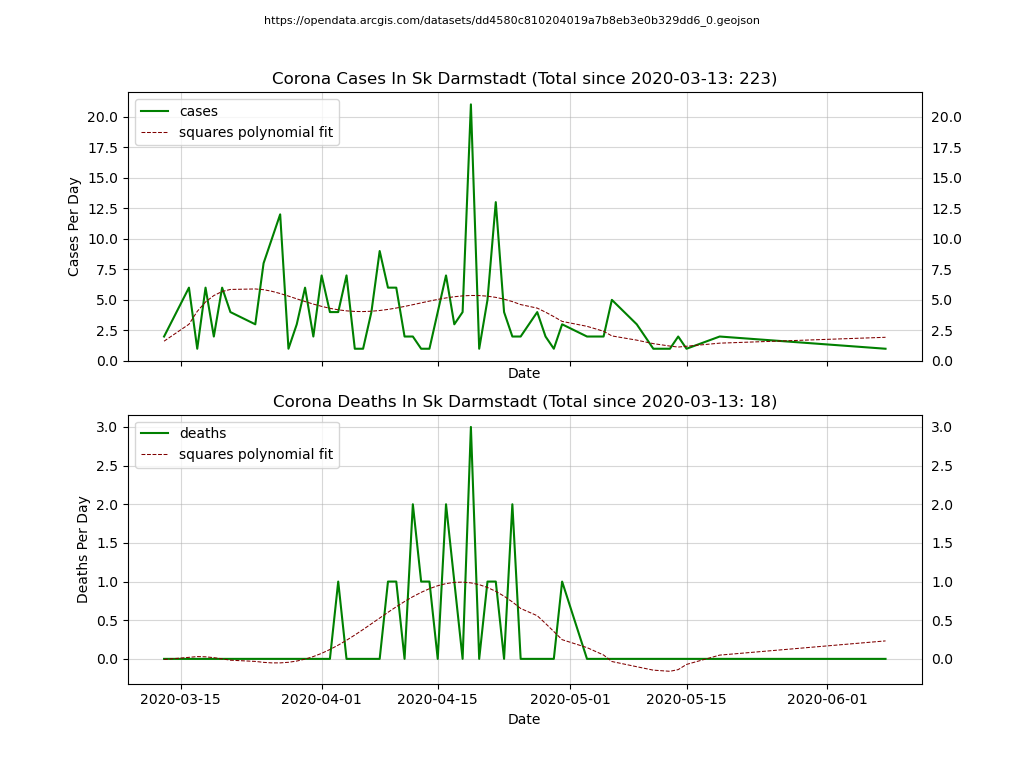 https://opendata.arcgis.com/datasets/dd4580c810204019a7b8eb3e0b329dd6_0.geojson
Corona Cases In Sk Darmstadt (Total since 2020-03-13: 223)
cases
squares polynomial fit
20.0
17.5
15.0
12.5
10.0
7.5
5.0
2.5
0.0
Cases Per Day
20.0
17.5
15.0
12.5
10.0
7.5
5.0
2.5
0.0
Date
Corona Deaths In Sk Darmstadt (Total since 2020-03-13: 18)
deaths
squares polynomial fit
3.0
2.5
2.0
1.5
1.0
0.5
0.0
Deaths Per Day
3.0
2.5
2.0
1.5
1.0
0.5
0.0
2020-03-15 2020-04-01 2020-04-15 2020-05-01 2020-05-15 2020-06-01
Date